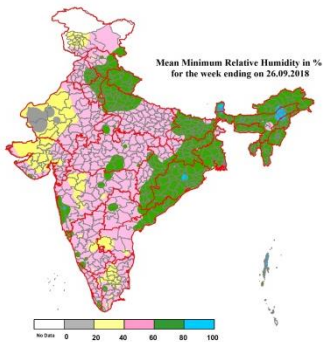 Mean Minimum Relative Humidity in %
for the week ending on 26.09.2018
No Data 0 20 40 60 80 100